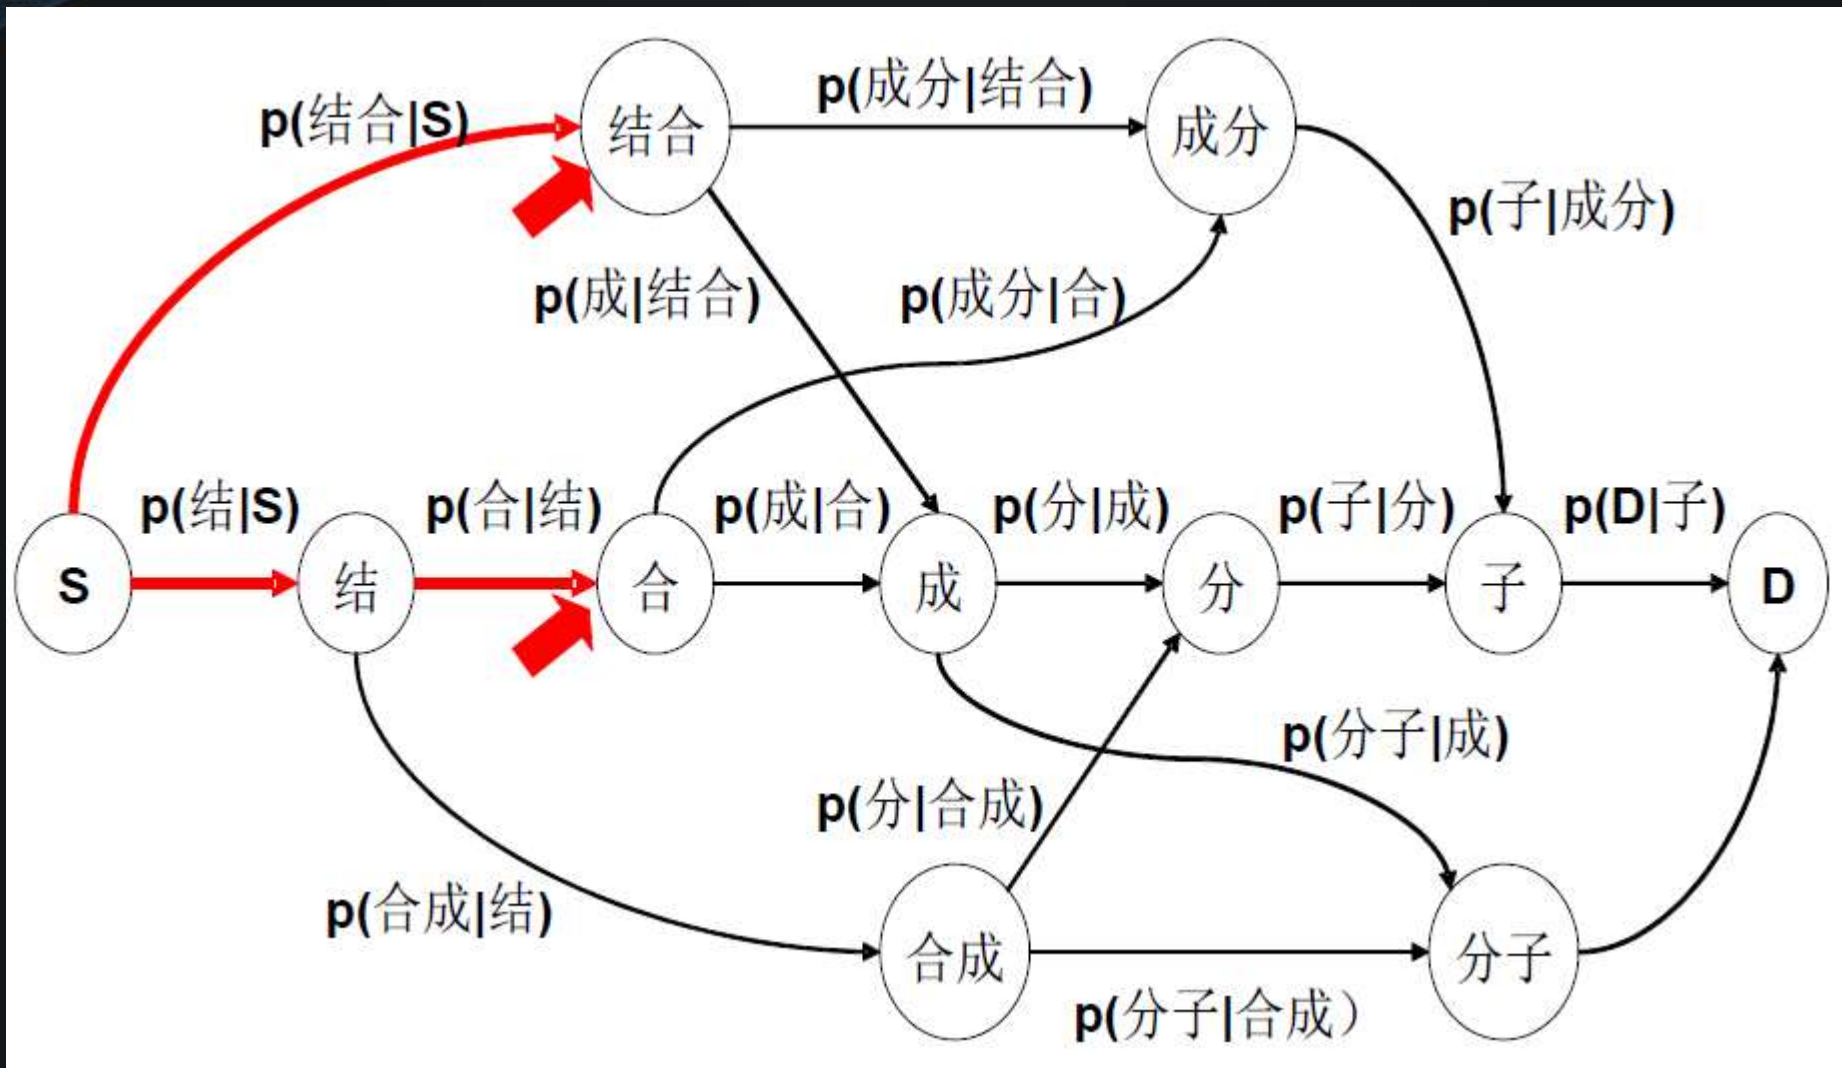 p(结合|S)
结合
p(成分|结合)
成分
p(子|成分)
p(成|结合)
p(成分|合)
S
p(结|S)
结
p(合|结)
合
p(成|合)
成
p(分|成)
分
p(子|分)
子
p(D|子)
D
p(分子|成)
p(分|合成)
p(合成|结)
合成
p(分子|合成）
分子